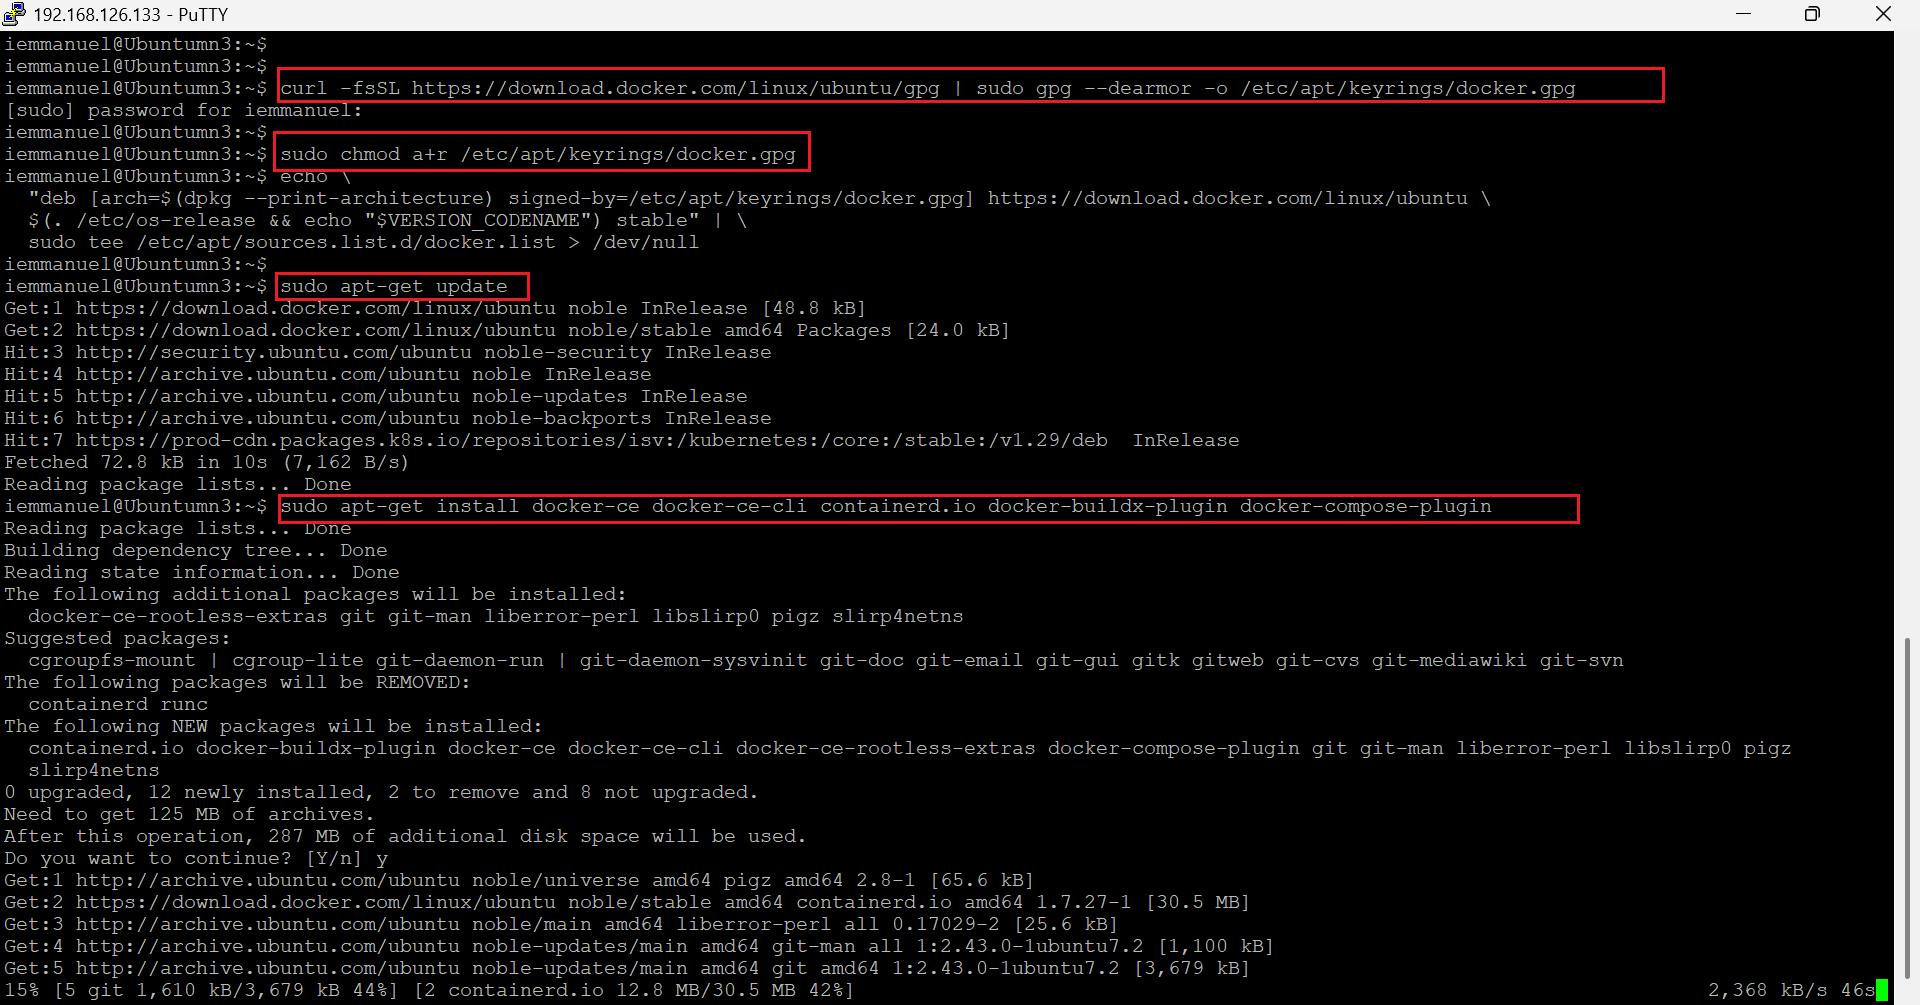 192.168.126.133 - PuTTY
iemmanuel@Ubuntumn3:~$
iemmanuel@Ubuntumn3:~$
iemmanuel@Ubuntumn3:~$ curl -fsSL https://download.docker.com/linux/ubuntu/gpg | sudo gpg --dearmor -o /etc/apt/keyrings/docker.gpg
[sudo] password for iemmanuel:
iemmanuel@Ubuntumn3:~$
iemmanuel@Ubuntumn3:~$ sudo chmod a+r /etc/apt/keyrings/docker.gpg
iemmanuel@Ubuntumn3:~$ echo \
  "deb [arch=$(dpkg --print-architecture) signed-by=/etc/apt/keyrings/docker.gpg] https://download.docker.com/linux/ubuntu \
  $(. /etc/os-release && echo "$VERSION_CODENAME") stable" | \
  sudo tee /etc/apt/sources.list.d/docker.list > /dev/null
iemmanuel@Ubuntumn3:~$
iemmanuel@Ubuntumn3:~$ sudo apt-get update
Get:1 https://download.docker.com/linux/ubuntu noble InRelease [48.8 kB]
Get:2 https://download.docker.com/linux/ubuntu noble/stable amd64 Packages [24.0 kB]
Hit:3 http://security.ubuntu.com/ubuntu noble-security InRelease
Hit:4 http://archive.ubuntu.com/ubuntu noble InRelease
Hit:5 http://archive.ubuntu.com/ubuntu noble-updates InRelease
Hit:6 http://archive.ubuntu.com/ubuntu noble-backports InRelease
Hit:7 https://prod-cdn.packages.k8s.io/repositories/isv:/kubernetes:/core:/stable:/v1.29/deb  InRelease
Fetched 72.8 kB in 10s (7,162 B/s)
Reading package lists... Done
iemmanuel@Ubuntumn3:~$ sudo apt-get install docker-ce docker-ce-cli containerd.io docker-buildx-plugin docker-compose-plugin
Reading package lists... Done
Building dependency tree... Done
Reading state information... Done
The following additional packages will be installed:
  docker-ce-rootless-extras git git-man liberror-perl libslirp0 pigz slirp4netns
Suggested packages:
  cgroupfs-mount | cgroup-lite git-daemon-run | git-daemon-sysvinit git-doc git-email git-gui gitk gitweb git-cvs git-mediawiki git-svn
The following packages will be REMOVED:
  containerd runc
The following NEW packages will be installed:
  containerd.io docker-buildx-plugin docker-ce docker-ce-cli docker-ce-rootless-extras docker-compose-plugin git git-man liberror-perl libslirp0 pigz
  slirp4netns
0 upgraded, 12 newly installed, 2 to remove and 8 not upgraded.
Need to get 125 MB of archives.
After this operation, 287 MB of additional disk space will be used.
Do you want to continue? [Y/n] y
Get:1 http://archive.ubuntu.com/ubuntu noble/universe amd64 pigz amd64 2.8-1 [65.6 kB]
Get:2 https://download.docker.com/linux/ubuntu noble/stable amd64 containerd.io amd64 1.7.27-1 [30.5 MB]
Get:3 http://archive.ubuntu.com/ubuntu noble/main amd64 liberror-perl all 0.17029-2 [25.6 kB]
Get:4 http://archive.ubuntu.com/ubuntu noble-updates/main amd64 git-man all 1:2.43.0-1ubuntu7.2 [1,100 kB]
Get:5 http://archive.ubuntu.com/ubuntu noble-updates/main amd64 git amd64 1:2.43.0-1ubuntu7.2 [3,679 kB]
15% [5 git 1,610 kB/3,679 kB 44%] [2 containerd.io 12.8 MB/30.5 MB 42%] 2,368 kB/s 46s